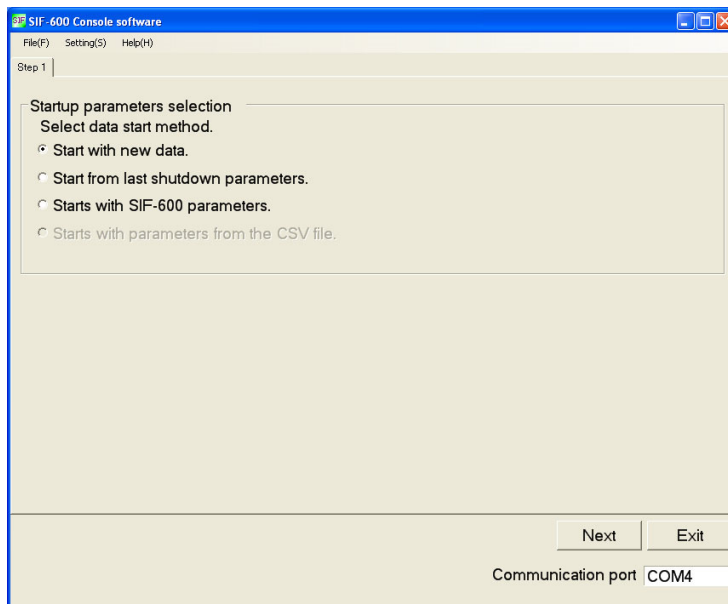 SIF SIF-600 Console software
File(F) Setting(S) Help(H)
Step 1
Startup parameters selection
Select data start method.
Start with new data.
Start from last shutdown parameters.
Starts with SIF-600 parameters.
Starts with parameters from the CSV file.
Next Exit
Communication port COM4